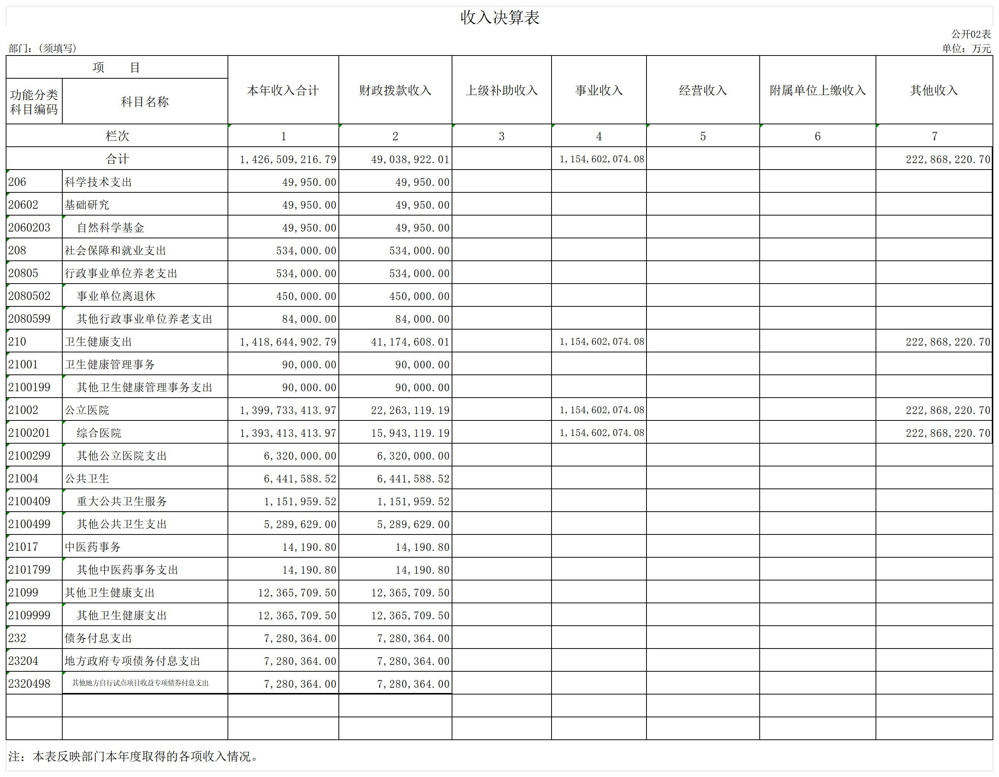 收入决算表
公开02表
部门：（须填写） 单位：万元
项 目 本年收入合计 财政拨款收入 上级补助收入 事业收入 经营收入 附属单位上缴收入 其他收入
功能分类科目编码 科目名称
栏次 1 2 3 4 5 6 7
合计 1,426,509,216.79 49,038,922.01 1,154,602,074.08 222,868,220.70
206 科学技术支出 49,950.00 49,950.00
20602 基础研究 49,950.00 49,950.00
2060203 自然科学基金 49,950.00 49,950.00
208 社会保障和就业支出 534,000.00 534,000.00
20805 行政事业单位养老支出 534,000.00 534,000.00
2080502 事业单位离退休 450,000.00 450,000.00
2080599 其他行政事业单位养老支出 84,000.00 84,000.00
210 卫生健康支出 1,418,644,902.79 41,174,608.01 1,154,602,074.08 222,868,220.70
21001 卫生健康管理事务 90,000.00 90,000.00
2100199 其他卫生健康管理事务支出 90,000.00 90,000.00
21002 公立医院 1,399,733,413.97 22,263,119.19 1,154,602,074.08 222,868,220.70
2100201 综合医院 1,393,413,413.97 15,943,119.19 1,154,602,074.08 222,868,220.70
2100299 其他公立医院支出 6,320,000.00 6,320,000.00
21004 公共卫生 6,441,588.52 6,441,588.52
2100409 重大公共卫生服务 1,151,959.52 1,151,959.52
2100499 其他公共卫生支出 5,289,629.00 5,289,629.00
21017 中医药事务 14,190.80 14,190.80
2101799 其他中医药事务支出 14,190.80 14,190.80
21099 其他卫生健康支出 12,365,709.50 12,365,709.50
2109999 其他卫生健康支出 12,365,709.50 12,365,709.50
232 债务付息支出 7,280,364.00 7,280,364.00
23204 地方政府专项债务付息支出 7,280,364.00 7,280,364.00
2320498 其他地方自行试点项目收益专项债券付息支出 7,280,364.00 7,280,364.00
注：本表反映部门本年度取得的各项收入情况。